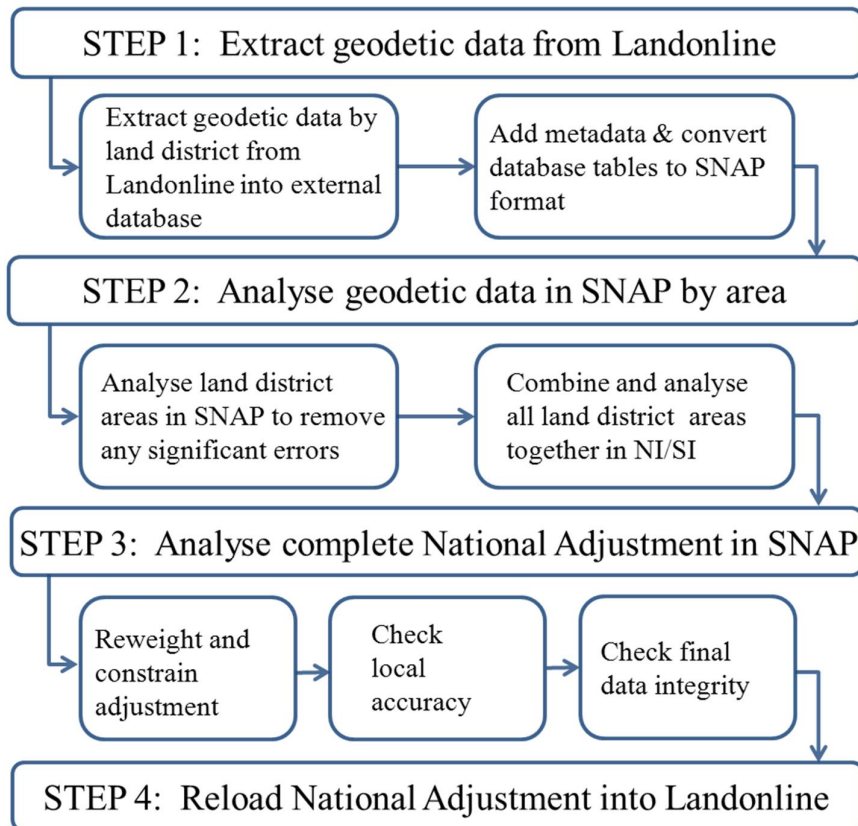 STEP 1: Extract geodetic data from Landonline
Extract geodetic data by
land district from
Landonline into external
database
Add metadata & convert
database tables to SNAP
format
STEP 2: Analyse geodetic data in SNAP by area
Analyse land district
areas in SNAP to remove
any significant errors
Combine and analyse
all land district areas
together in NI/SI
STEP 3: Analyse complete National Adjustment in SNAP
Reweight and
constrain
adjustment
Check
local
accuracy
Check final
data integrity
STEP 4: Reload National Adjustment into Landonline